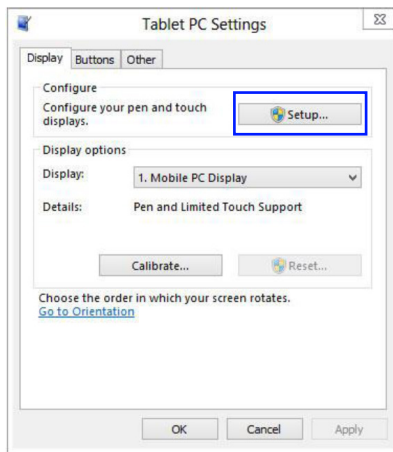 Tablet PC Settings
Display Buttons Other
Configure
Configure your pen and touch
displays.
Setup...
Display options
Display:
1. Mobile PC Display
Details:
Pen and Limited Touch Support
Calibrate...
Reset...
Choose the order in which your screen rotates.
Go to Orientation
OK Cancel Apply